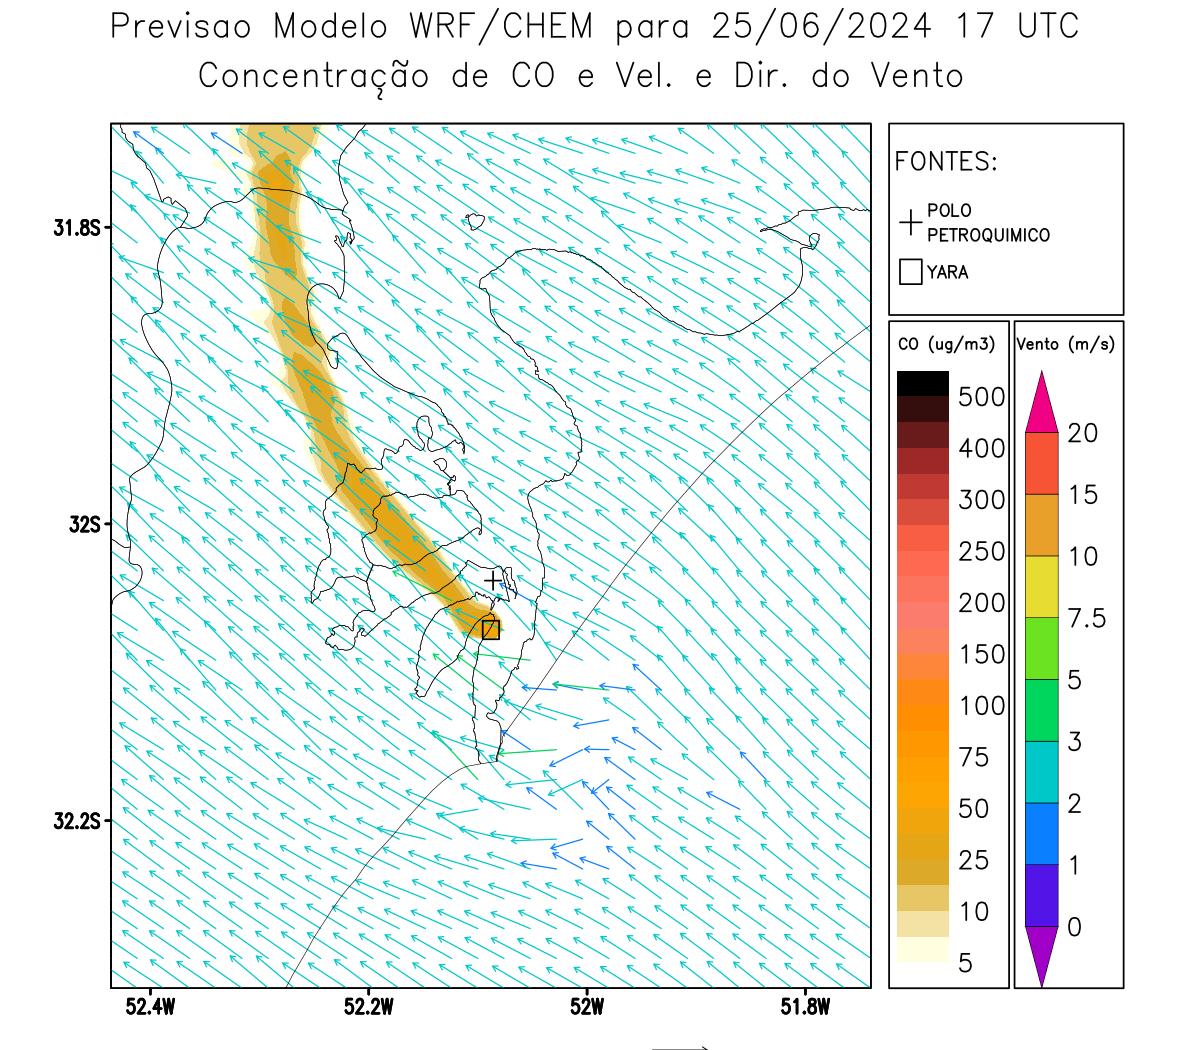 Previsao Modelo WRF/CHEM para 25/06/2024 17 UTC
Concentração de CO e Vel. e Dir. do Vento
FONTES:
POLO
PETROQUIMICO
YARA
CO (ug/m3)
500
400
300
250
200
150
100
75
50
25
10
5
Vento (m/s)
20
15
10
7.5
5
3
2
1
0
31.8S
32S
32.2S
52.4W
52.2W
52W
51.8W